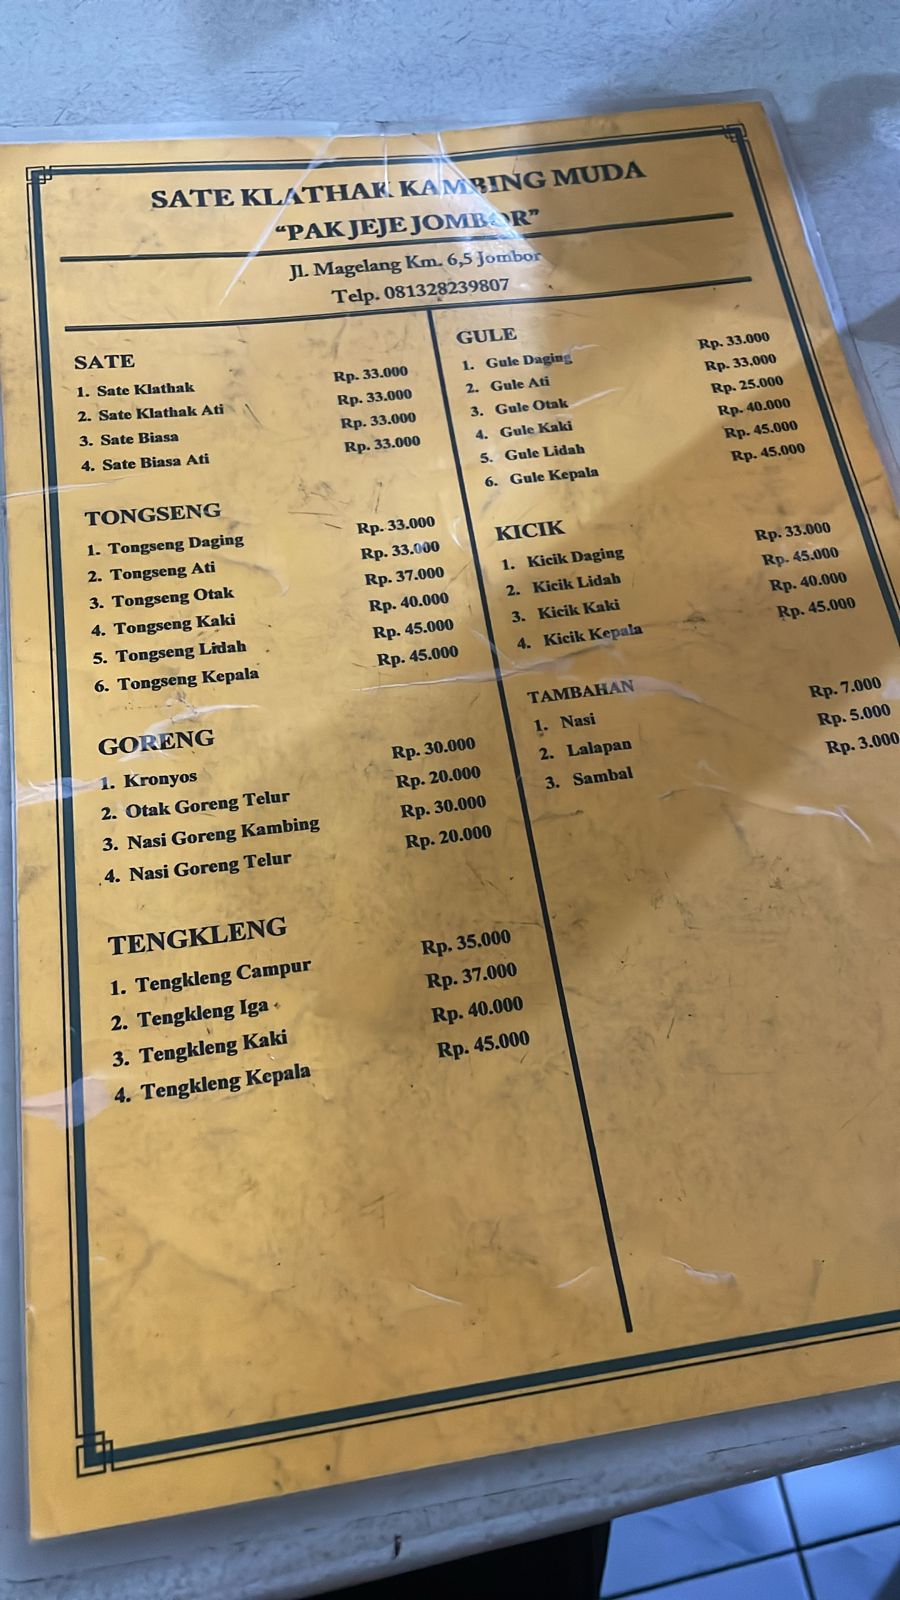 SATE KLATHAK KAMBING MUDA
"PAK JEJE JOMBOR"
Jl. Magelang Km. 6,5 Jombor
Telp. 081328239807
SATE
1. Sate Klathak Rp. 33.000
2. Sate Klathak Ati Rp. 33.000
3. Sate Biasa Rp. 33.000
4. Sate Biasa Ati Rp. 33.000
TONGSENG
1. Tongseng Daging Rp. 33.000
2. Tongseng Ati Rp. 33.000
3. Tongseng Otak Rp. 37.000
4. Tongseng Kaki Rp. 40.000
5. Tongseng Lidah Rp. 45.000
6. Tongseng Kepala Rp. 45.000
GORENG
1. Kronyos Rp. 30.000
2. Otak Goreng Telur Rp. 20.000
3. Nasi Goreng Kambing Rp. 30.000
4. Nasi Goreng Telur Rp. 20.000
TENGKLENG
1. Tengkleng Campur Rp. 35.000
2. Tengkleng Iga Rp. 37.000
3. Tengkleng Kaki Rp. 40.000
4. Tengkleng Kepala Rp. 45.000
GULE
1. Gule Daging Rp. 33.000
2. Gule Ati Rp. 33.000
3. Gule Otak Rp. 25.000
4. Gule Kaki Rp. 40.000
5. Gule Lidah Rp. 45.000
6. Gule Kepala Rp. 45.000
KICIK
1. Kicik Daging Rp. 33.000
2. Kicik Lidah Rp. 45.000
3. Kicik Kaki Rp. 40.000
4. Kicik Kepala Rp. 45.000
TAMBAHAN
1. Nasi Rp. 7.000
2. Lalapan Rp. 5.000
3. Sambal Rp. 3.000